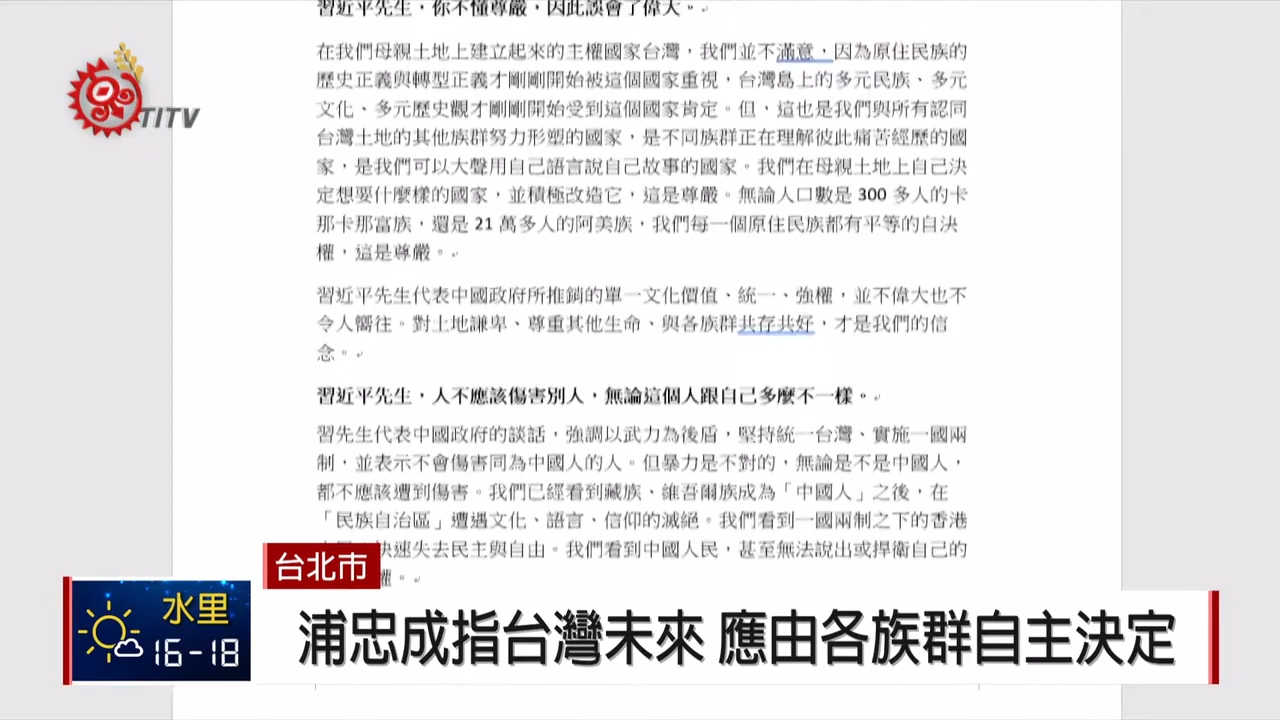 習近平先生，你不懂尊嚴，因此誤會了偉大。
在我們母親土地上建立起來的主權國家台灣，我們並不滿意，因為原住民族的
歷史正義與轉型正義才剛剛開始被這個國家重視，台灣島上的多元民族、多元
文化、多元歷史觀才剛剛開始受到這個國家肯定。但，這也是我們與所有認同
台灣土地的其他族群努力形塑的國家，是不同族群正在理解彼此痛苦經歷的國
家，是我們可以大聲用自己語言說自己故事的國家。我們在母親土地上自己決
定想要什麼樣的國家，並積極改造它，這是尊嚴。無論人口數是 300 多人的卡
那卡那富族，還是 21 萬多人的阿美族，我們每一個原住民族都有平等的自決
權，這是尊嚴。
習近平先生代表中國政府所推銷的單一文化價值、統一、強權，並不偉大也不
令人嚮往。對土地謙卑、尊重其他生命、與各族群共存共好，才是我們的信
念。
習近平先生，人不應該傷害別人，無論這個人跟自己多麼不一樣。
習先生代表中國政府的談話，強調以武力為後盾，堅持統一台灣、實施一國兩
制，並表示不會傷害同為中國人的人。但暴力是不對的，無論是不是中國人，
都不應該遭到傷害。我們已經看到藏族、維吾爾族成為「中國人」之後，在
「民族自治區」遭遇文化、語言、信仰的滅絕。我們看到一國兩制之下的香港
快速失去民主與自由。我們看到中國人民，甚至無法說出或捍衛自己的
權。
TITV
台北市
水里
16-18
浦忠成指台灣未來 應由各族群自主決定